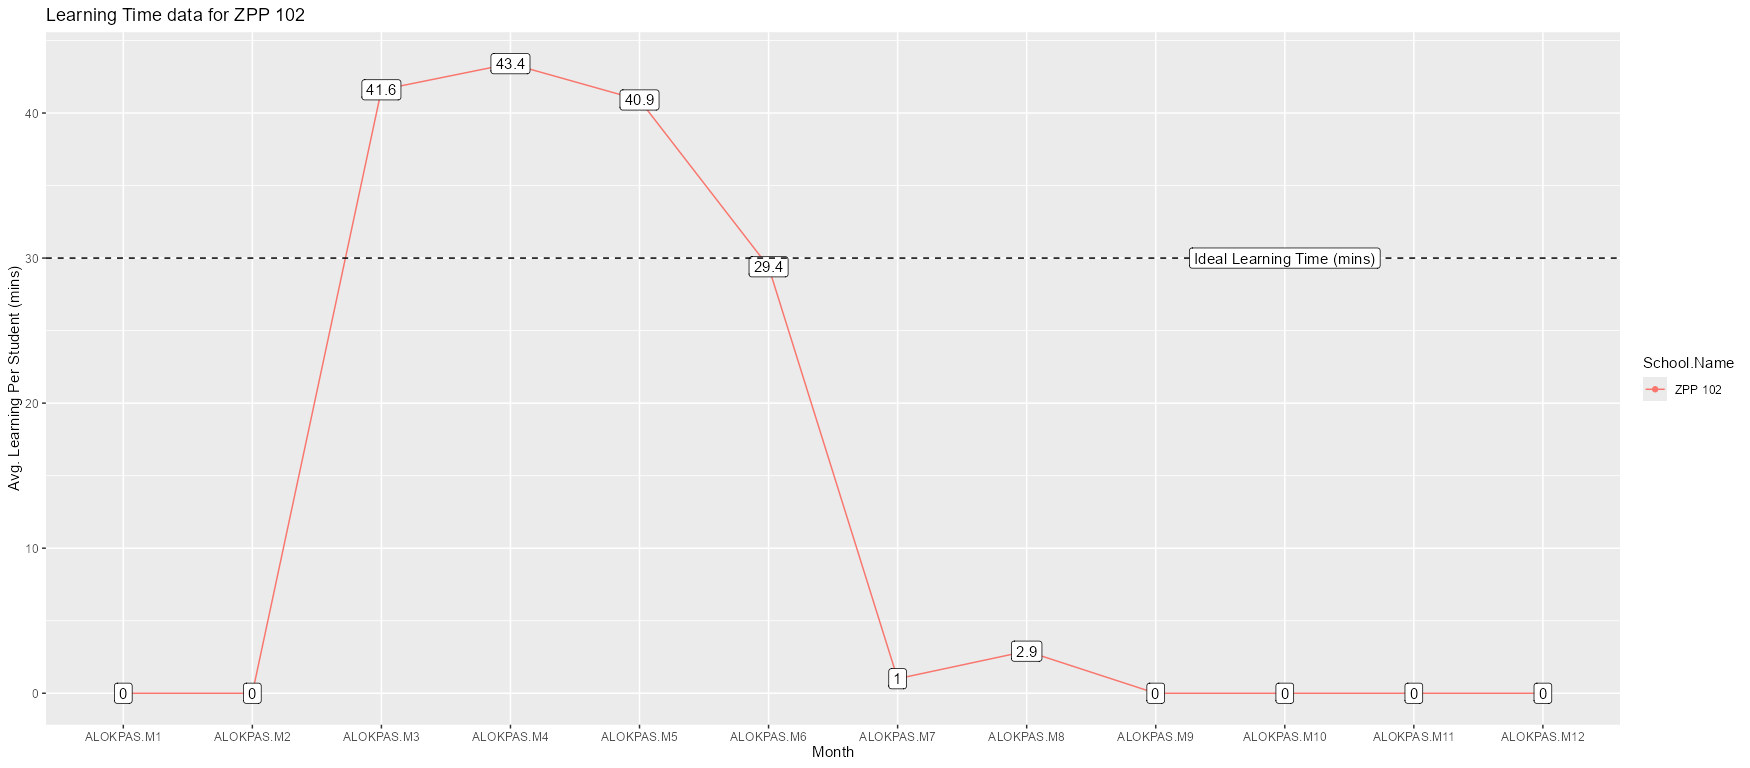 Learning Time data for ZPP 102
Avg. Learning Per Student (mins)
40
30
20
10
0
0
0
41.6
43.4
40.9
29.4
1
2.9
0
0
0
0
Ideal Learning Time (mins)
ALOKPAS.M1
ALOKPAS.M2
ALOKPAS.M3
ALOKPAS.M4
ALOKPAS.M5
ALOKPAS.M6
ALOKPAS.M7
ALOKPAS.M8
ALOKPAS.M9
ALOKPAS.M10
ALOKPAS.M11
ALOKPAS.M12
Month
School.Name
ZPP 102